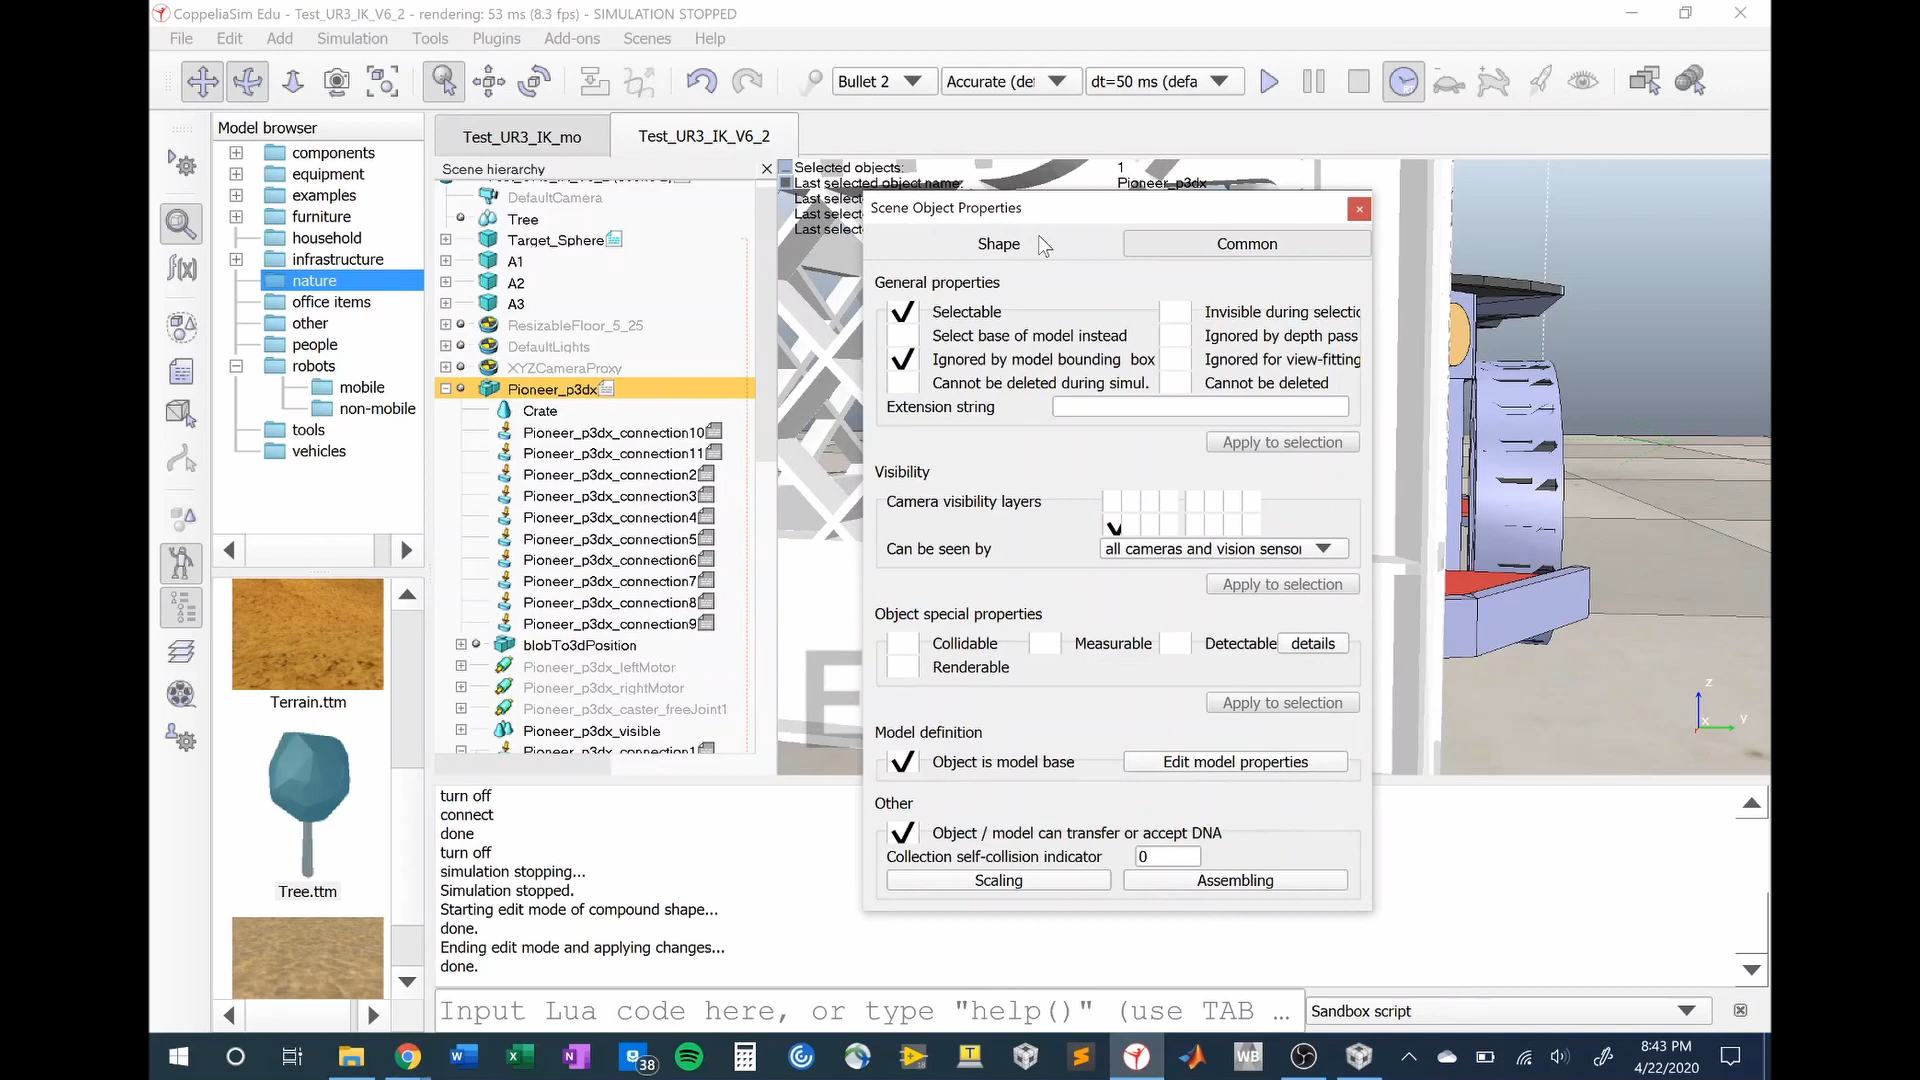 CoppeliaSim Edu - Test_UR3_IK_V6_2 - rendering: 53 ms (8.3 fps) - SIMULATION STOPPED
File Edit Add Simulation Tools Plugins Add-ons Scenes Help
Bullet 2 Accurate (def dt=50 ms (defa
Model browser
components
equipment
examples
furniture
household
infrastructure
nature
office items
other
people
robots
mobile
non-mobile
tools
vehicles
Terrain.ttm
Tree.ttm
Test_UR3_IK_mo Test_UR3_IK_V6_2
Scene hierarchy
DefaultCamera
Tree
Target_Sphere
A1
A2
A3
ResizableFloor_5_25
DefaultLights
XYZCameraProxy
Pioneer_p3dx
Crate
Pioneer_p3dx_connection10
Pioneer_p3dx_connection11
Pioneer_p3dx_connection2
Pioneer_p3dx_connection3
Pioneer_p3dx_connection4
Pioneer_p3dx_connection5
Pioneer_p3dx_connection6
Pioneer_p3dx_connection7
Pioneer_p3dx_connection8
Pioneer_p3dx_connection9
blobTo3dPosition
Pioneer_p3dx_leftMotor
Pioneer_p3dx_rightMotor
Pioneer_p3dx_caster_freeJoint1
Pioneer_p3dx_visible
Pioneer_p3dx_connection1
Selected objects: 1
Last selected object name: Pioneer_p3dx
Last select
Last select
Last select
Scene Object Properties
Shape Common
General properties
Selectable Invisible during selectic
Select base of model instead Ignored by depth pass
Ignored by model bounding box Ignored for view-fitting
Cannot be deleted during simul. Cannot be deleted
Extension string
Apply to selection
Visibility
Camera visibility layers
Can be seen by all cameras and vision sensor
Apply to selection
Object special properties
Collidable Measurable Detectable details
Renderable
Apply to selection
Model definition
Object is model base Edit model properties
Other
Object / model can transfer or accept DNA
Collection self-collision indicator 0
Scaling Assembling
z
x y
turn off
connect
done
turn off
simulation stopping...
Simulation stopped.
Starting edit mode of compound shape...
done.
Ending edit mode and applying changes...
done.
Input Lua code here, or type "help()" (use TAB ... Sandbox script
38
8:43 PM
4/22/2020